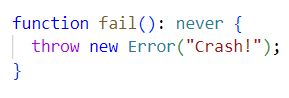 function fail(): never {
  throw new Error("Crash!");
}